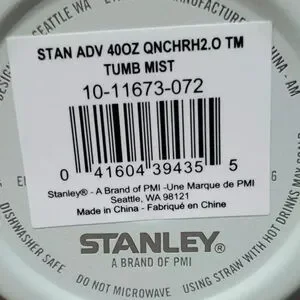 STAN ADV 40OZ QNCHRH2.O TM
TUMB MIST
10-11673-072
0 41604 39435 5
Stanley® - A Brand of PMI -Une Marque de PMI
Seattle, WA 98121
Made in China - Fabriqué en Chine
STANLEY®
A BRAND OF PMI
DISHWASHER SAFE
DO NOT MICROWAVE
USING STRAW WITH HOT DRINKS MAY
SEATTLE WA